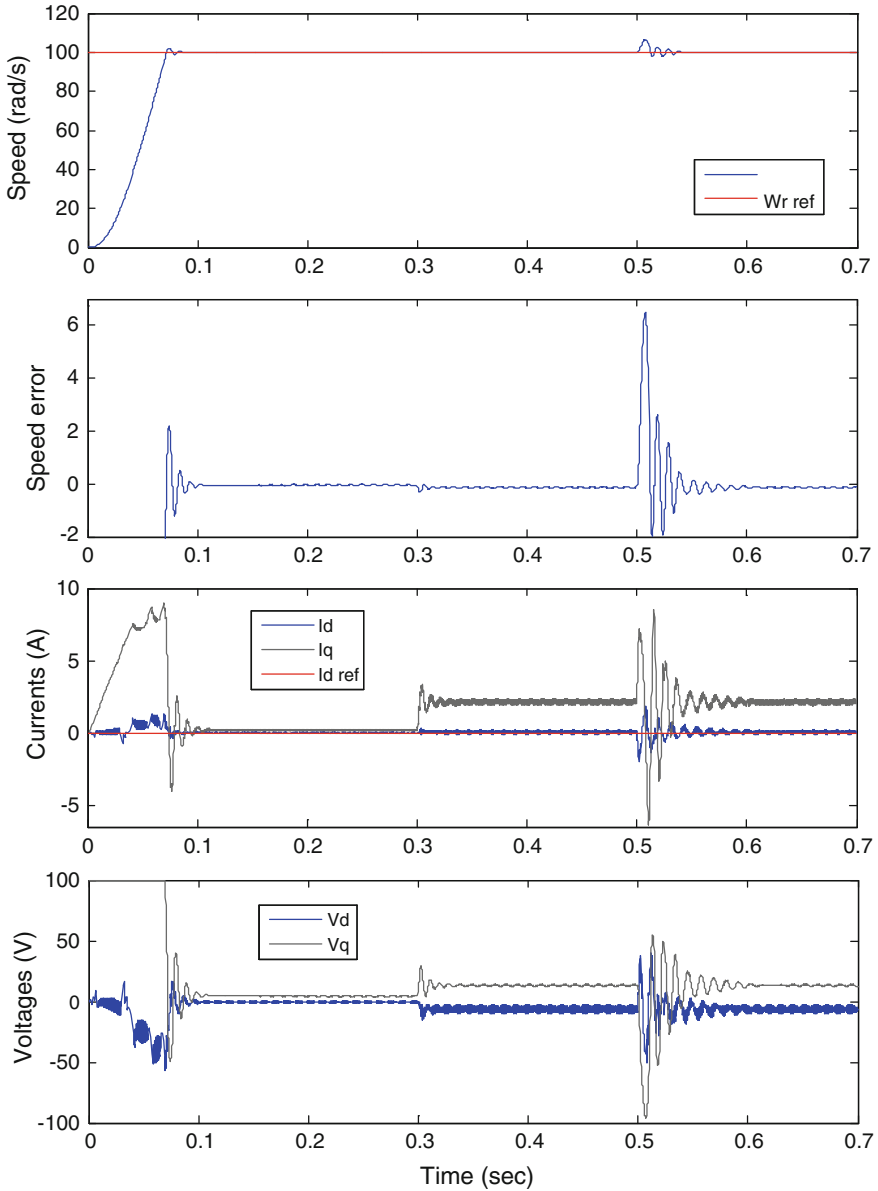 120
100
80
60
40
20
0
Speed (rad/s)
Wr ref
0 0.1 0.2 0.3 0.4 0.5 0.6 0.7
6
4
2
0
-2
Speed error
0 0.1 0.2 0.3 0.4 0.5 0.6 0.7
10
5
0
-5
Currents (A)
Id
Iq
Id ref
0 0.1 0.2 0.3 0.4 0.5 0.6 0.7
100
50
0
-50
-100
Voltages (V)
Vd
Vq
0 0.1 0.2 0.3 0.4 0.5 0.6 0.7
Time (sec)